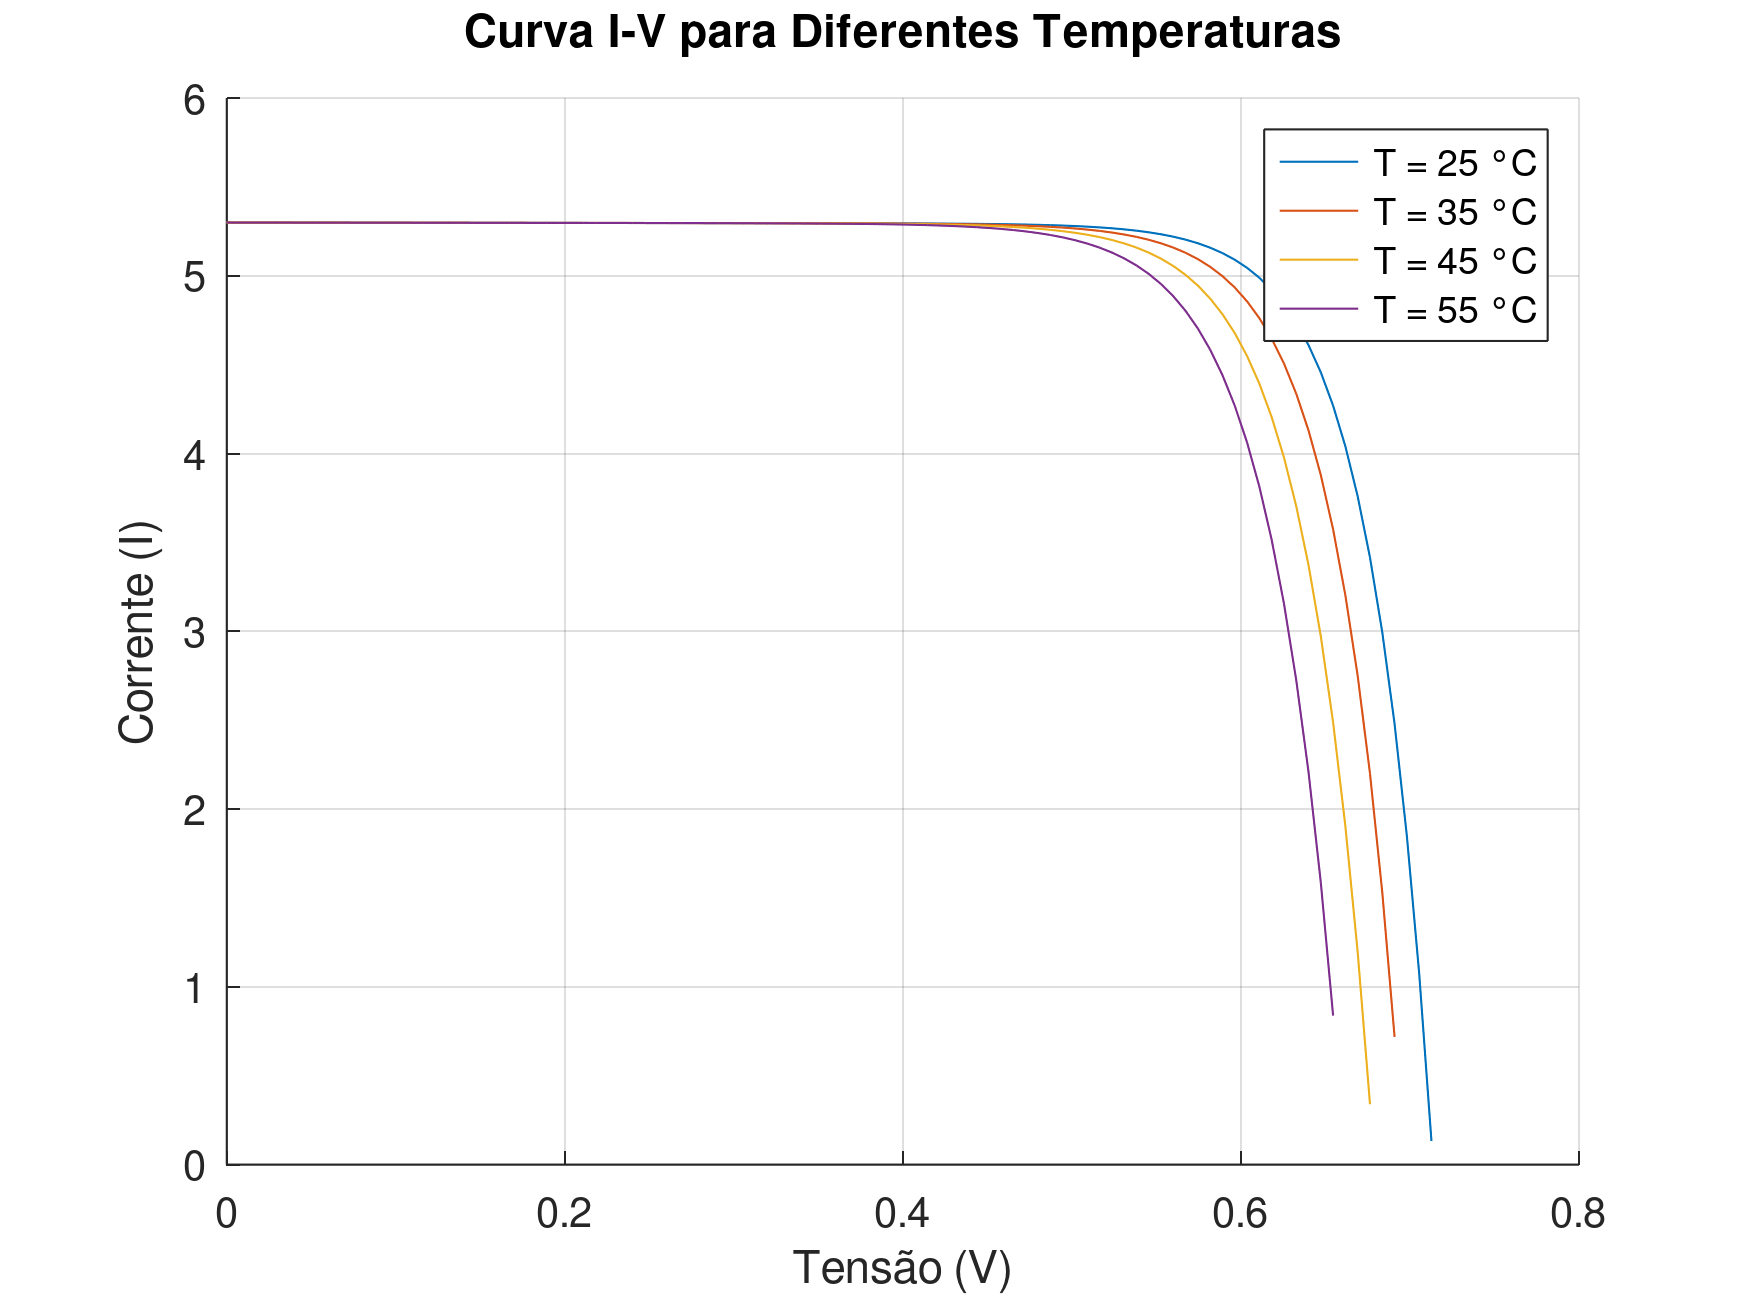 Curva I-V para Diferentes Temperaturas
6
5
4
3
2
1
0
Corrente (I)
T = 25 °C
T = 35 °C
T = 45 °C
T = 55 °C
0 0.2 0.4 0.6 0.8
Tensão (V)